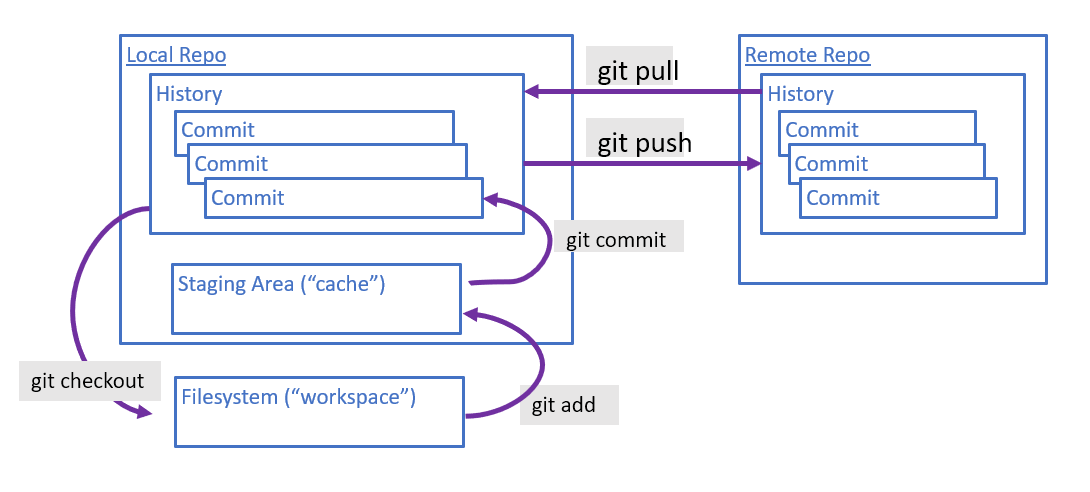 Local Repo
History
Commit
Commit
Commit
git pull
git push
Remote Repo
History
Commit
Commit
Commit
git commit
Staging Area (“cache”)
git checkout
Filesystem (“workspace”)
git add